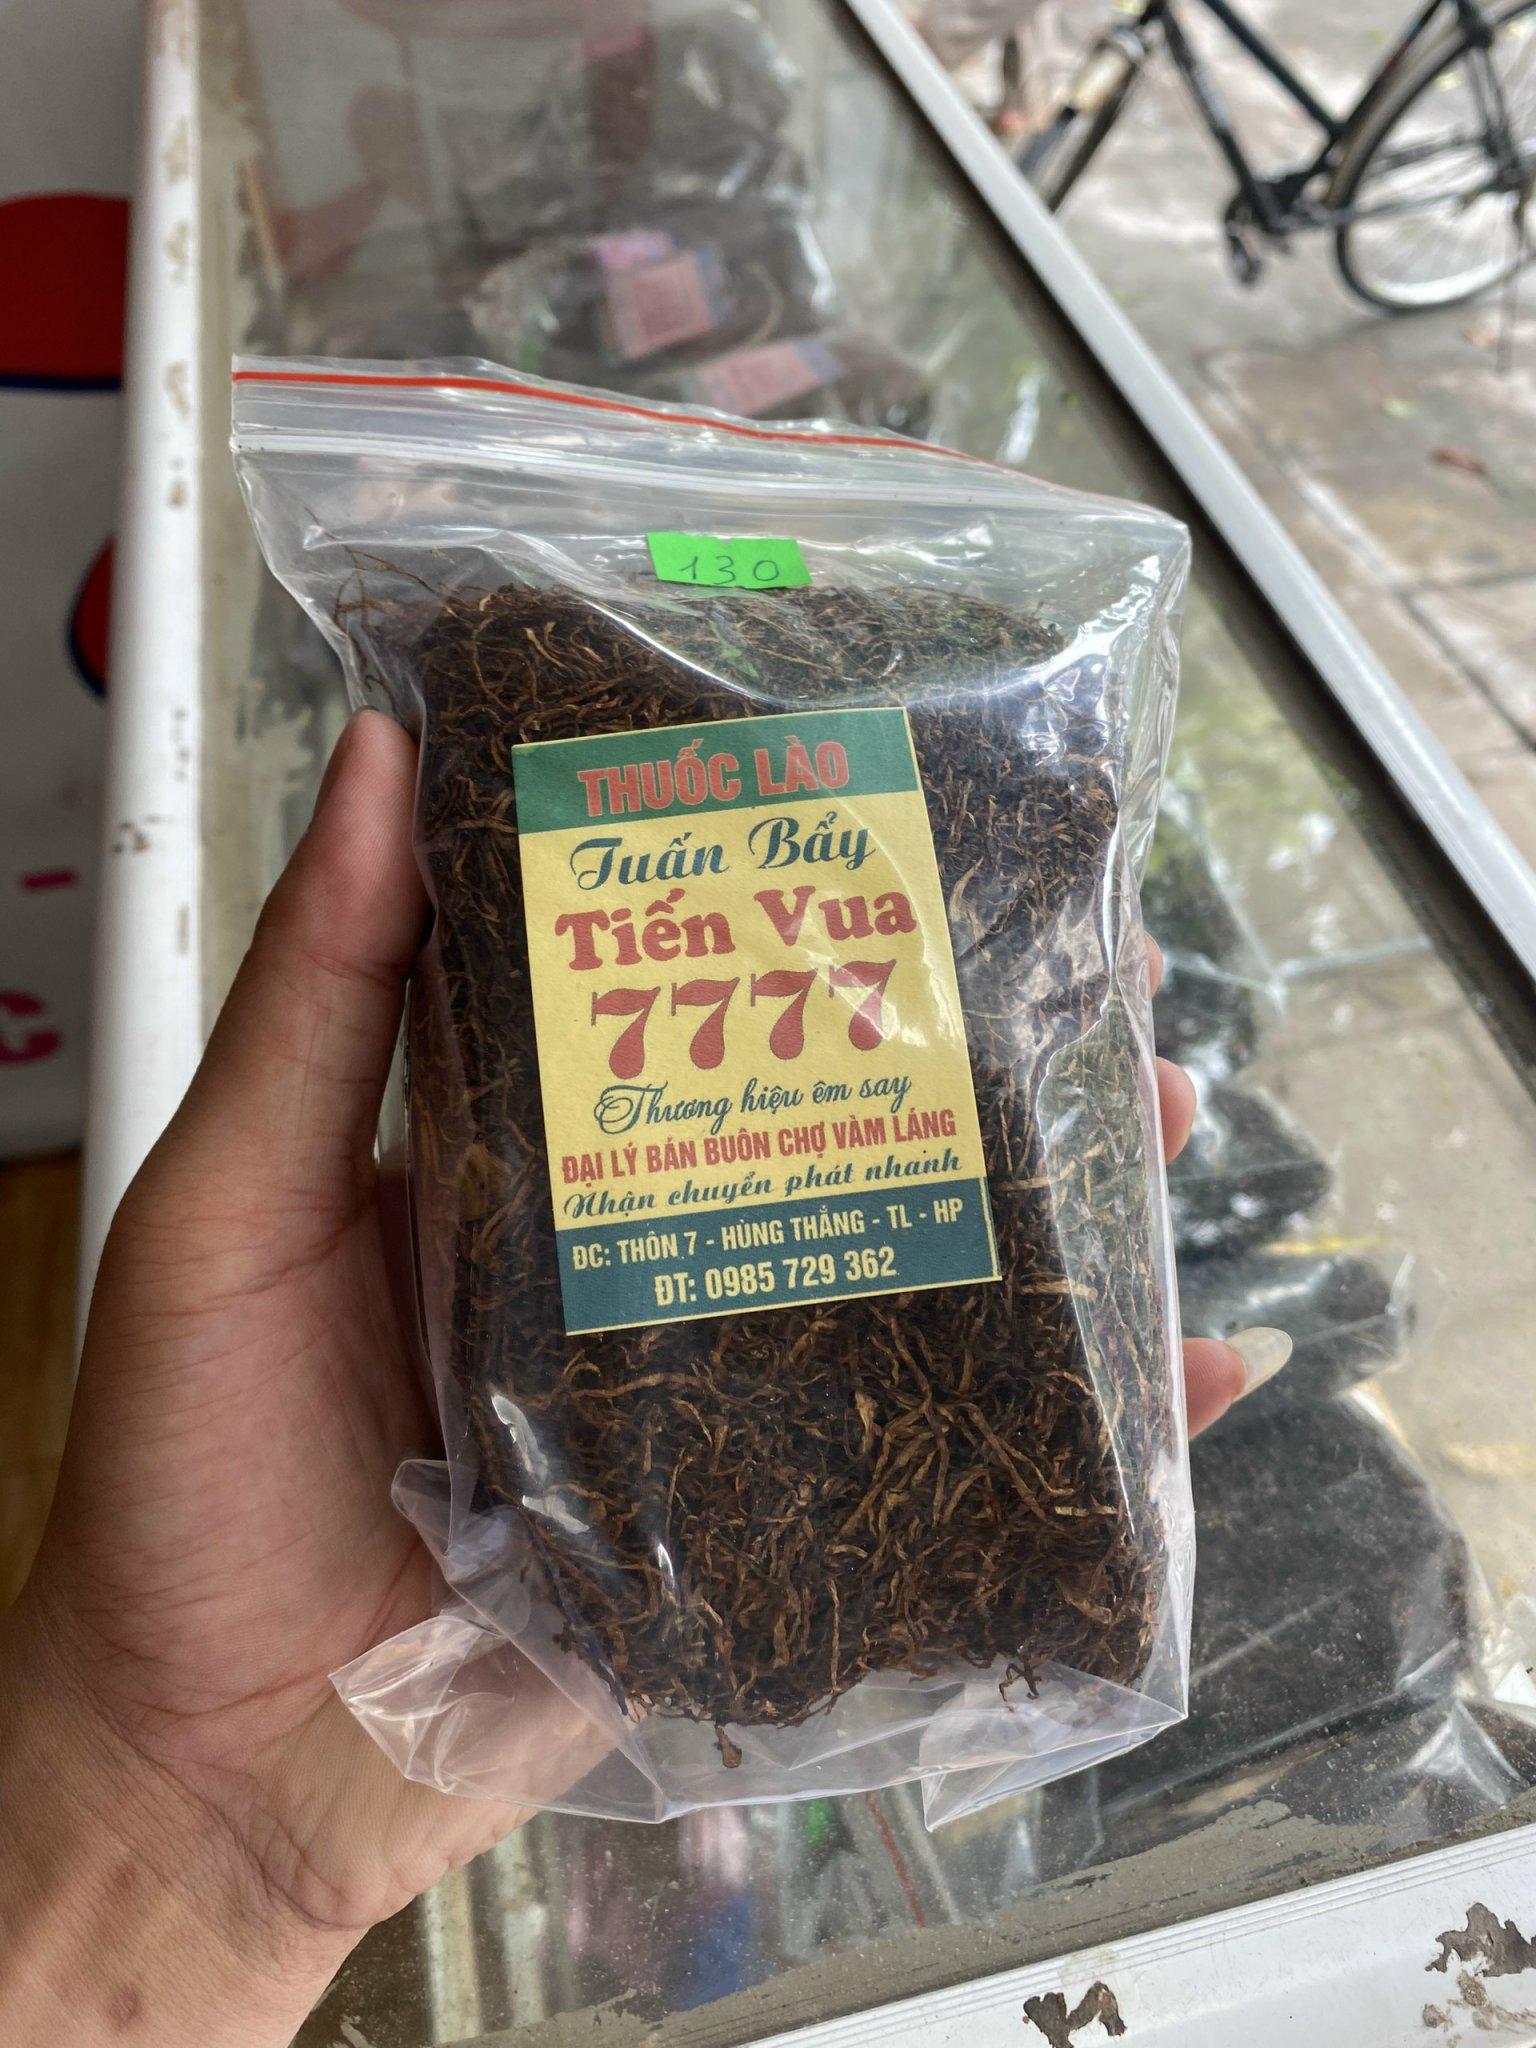 130
THUỐC LÀO
Tuấn Bẩy
Tiến Vua
7777
Thương hiệu êm say
ĐẠI LÝ BÁN BUÔN CHỢ VÀM LÁNG
Nhận chuyển phát nhanh
ĐC: THÔN 7 - HÙNG THẮNG - TL - HP
ĐT: 0985 729 362